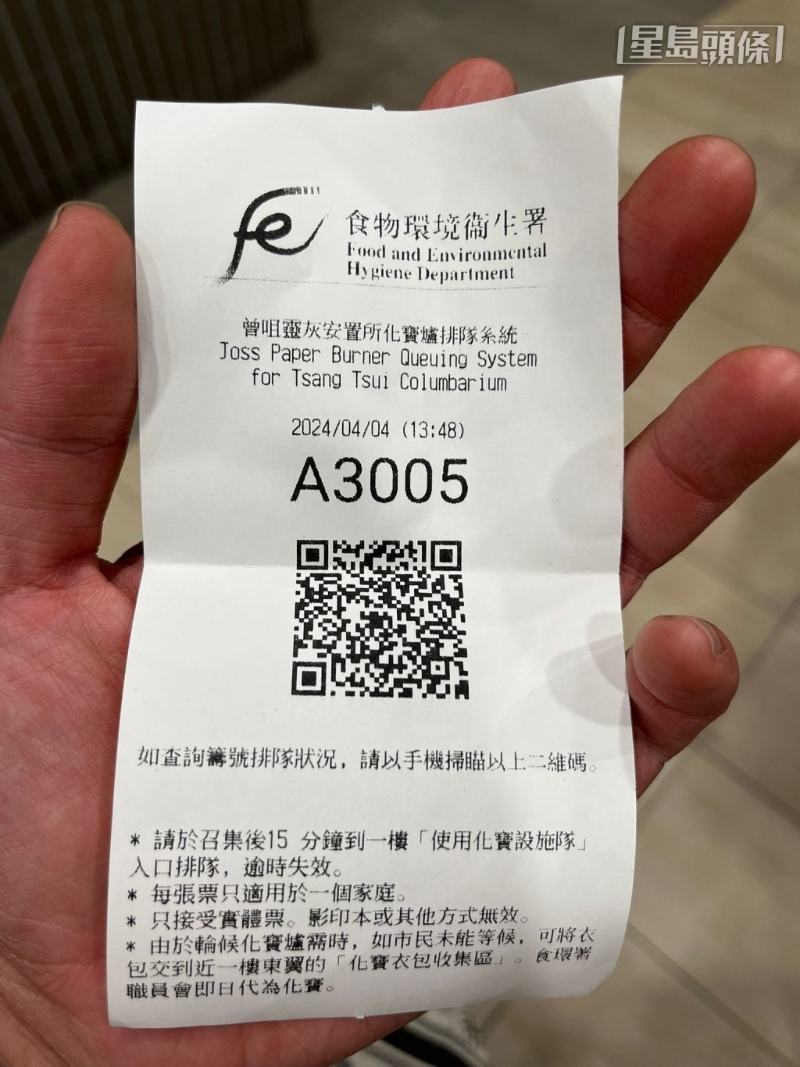 星島頭條
食物環境衞生署
Food and Environmental
Hygiene Department
曾咀靈灰安置所化寶爐排隊系統
Joss Paper Burner Queuing System
for Tsang Tsui Columbarium
2024/04/04 (13:48)
A3005
如查詢籌號排隊狀況，請以手機掃瞄以上二維碼。
* 請於召集後15 分鐘到一樓「使用化寶設施隊」
入口排隊，逾時失效。
* 每張票只適用於一個家庭。
* 只接受實體票。影印本或其他方式無效。
* 由於輪候化寶爐需時，如市民未能等候，可將衣
包交到近一樓東翼的「化寶衣包收集區」。食環署
職員會即日代為化寶。